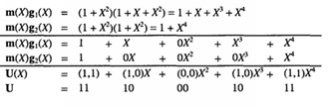 m(X)g₁(X) = (1 + X²)(1 + X + X²) = 1 + X + X³ + X⁴
m(X)g₂(X) = (1 + X²)(1 + X²) = 1 + X⁴
m(X)g₁(X) = 1 + X + 0X² + X³ + X⁴
m(X)g₂(X) = 1 + 0X + 0X² + 0X³ + X⁴
U(X) = (1,1) + (1,0)X + (0,0)X² + (1,0)X³ + (1,1)X⁴
U = 11 10 00 10 11